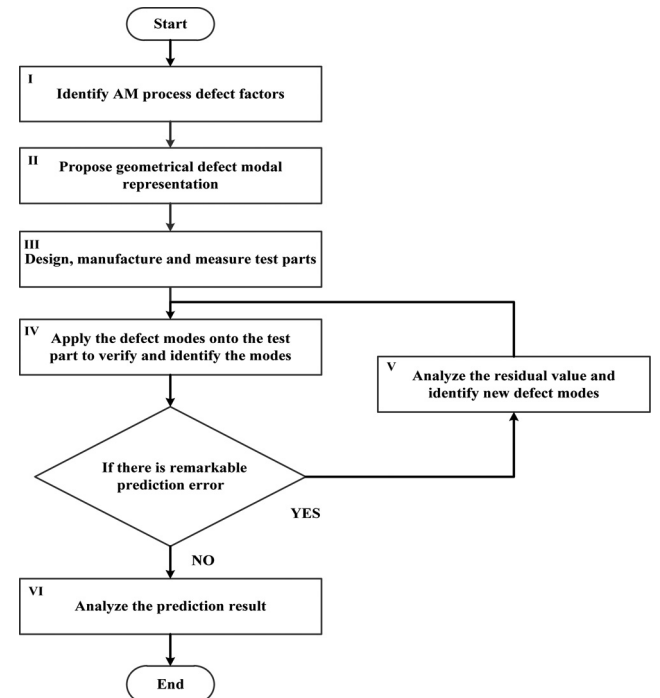 Start
I
Identify AM process defect factors
II
Propose geometrical defect modal
representation
III
Design, manufacture and measure test parts
IV
Apply the defect modes onto the test
part to verify and identify the modes
V
Analyze the residual value and
identify new defect modes
If there is remarkable
prediction error
YES
NO
VI
Analyze the prediction result
End